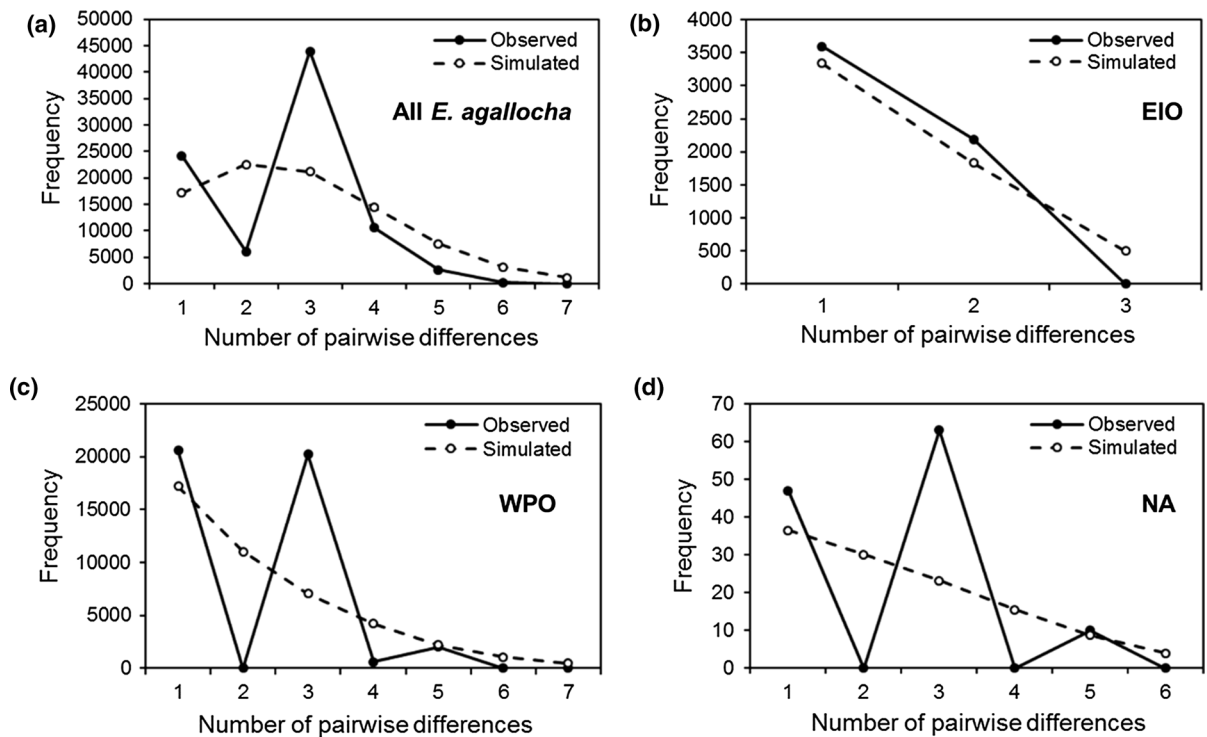 (a)
50000
45000
40000
35000
30000
25000
20000
15000
10000
5000
0
Frequency
Observed
Simulated
All E. agallocha
1 2 3 4 5 6 7
Number of pairwise differences
(b)
4000
3500
3000
2500
2000
1500
1000
500
0
Frequency
Observed
Simulated
EIO
1 2 3
Number of pairwise differences
(c)
25000
20000
15000
10000
5000
0
Frequency
Observed
Simulated
WPO
1 2 3 4 5 6 7
Number of pairwise differences
(d)
70
60
50
40
30
20
10
0
Frequency
Observed
Simulated
NA
1 2 3 4 5 6
Number of pairwise differences